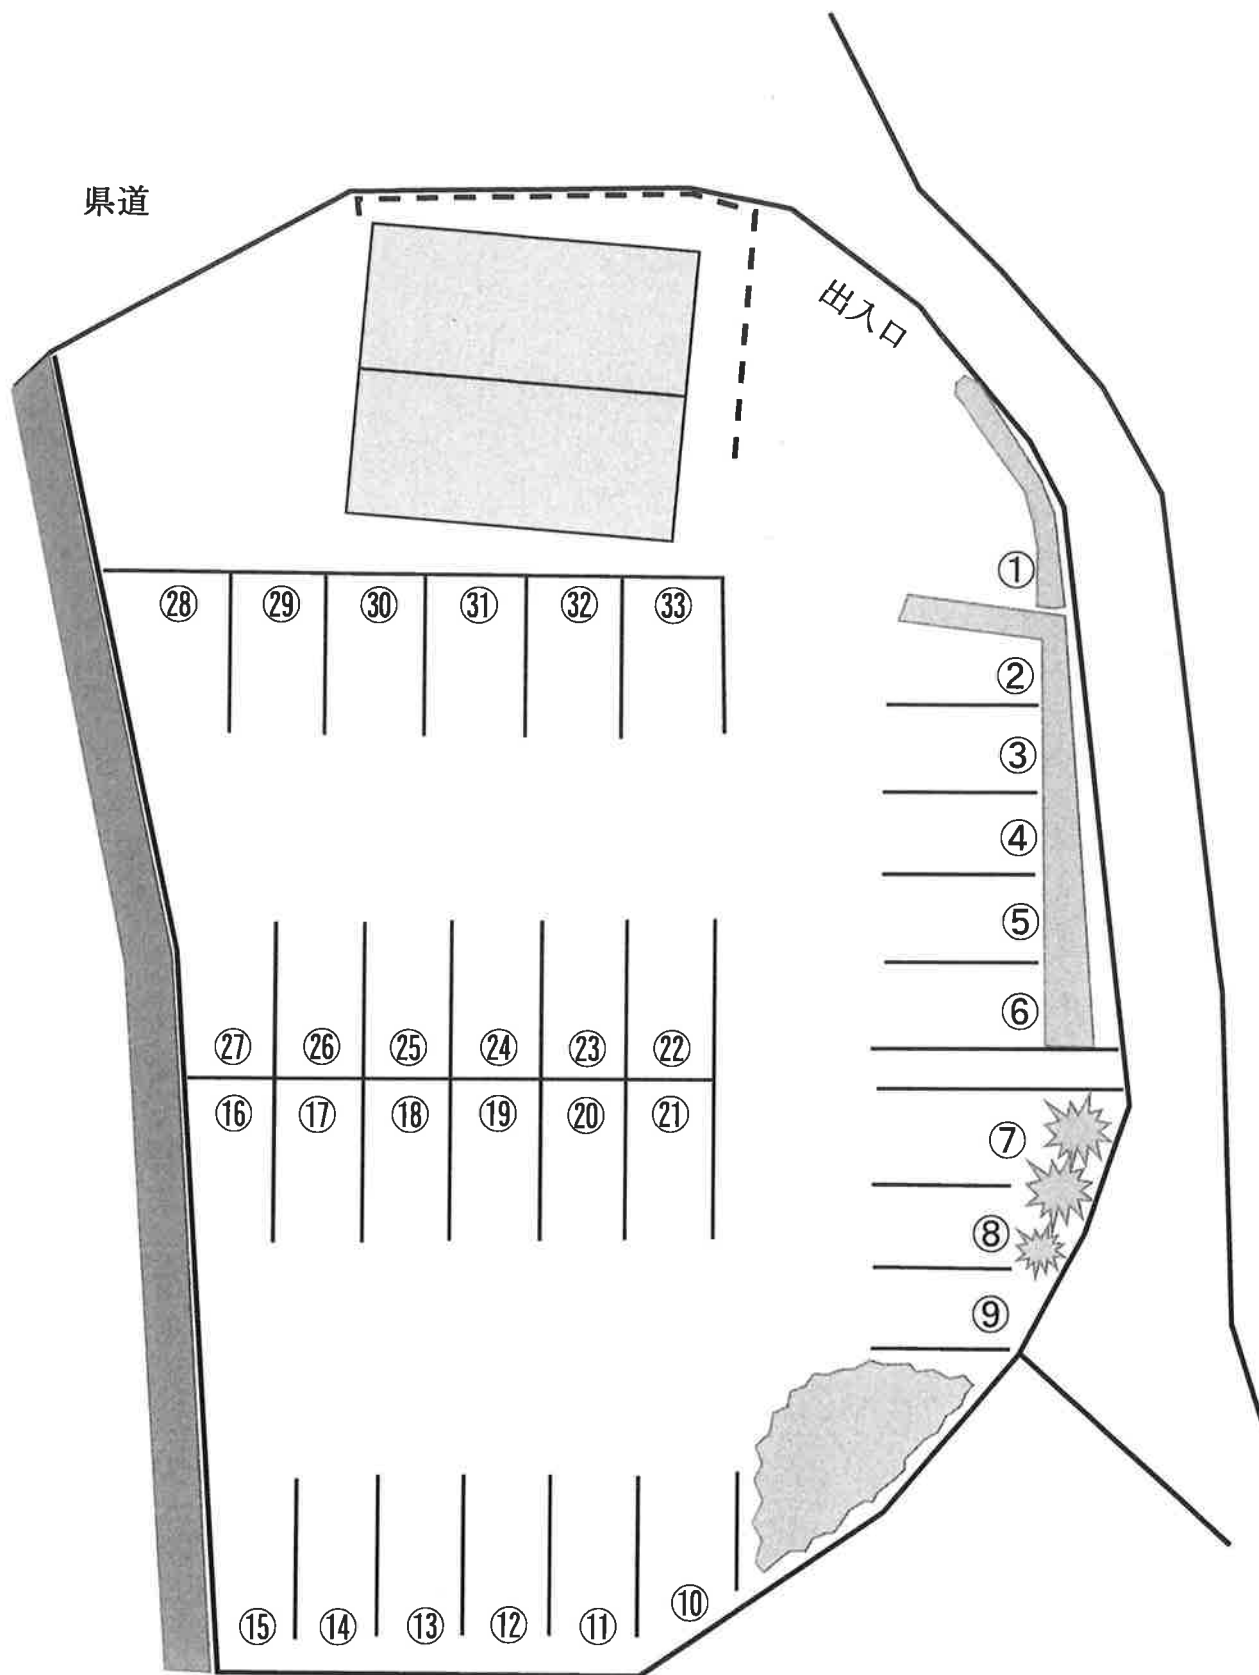 県道
出入口
①
㉘ ㉙ ㉚ ㉛ ㉜ ㉝
②
③
④
⑤
⑥
㉗ ㉖ ㉕ ㉔ ㉓ ㉒
⑯ ⑰ ⑱ ⑲ ⑳ ㉑
⑦
⑧
⑨
⑮ ⑭ ⑬ ⑫ ⑪ ⑩